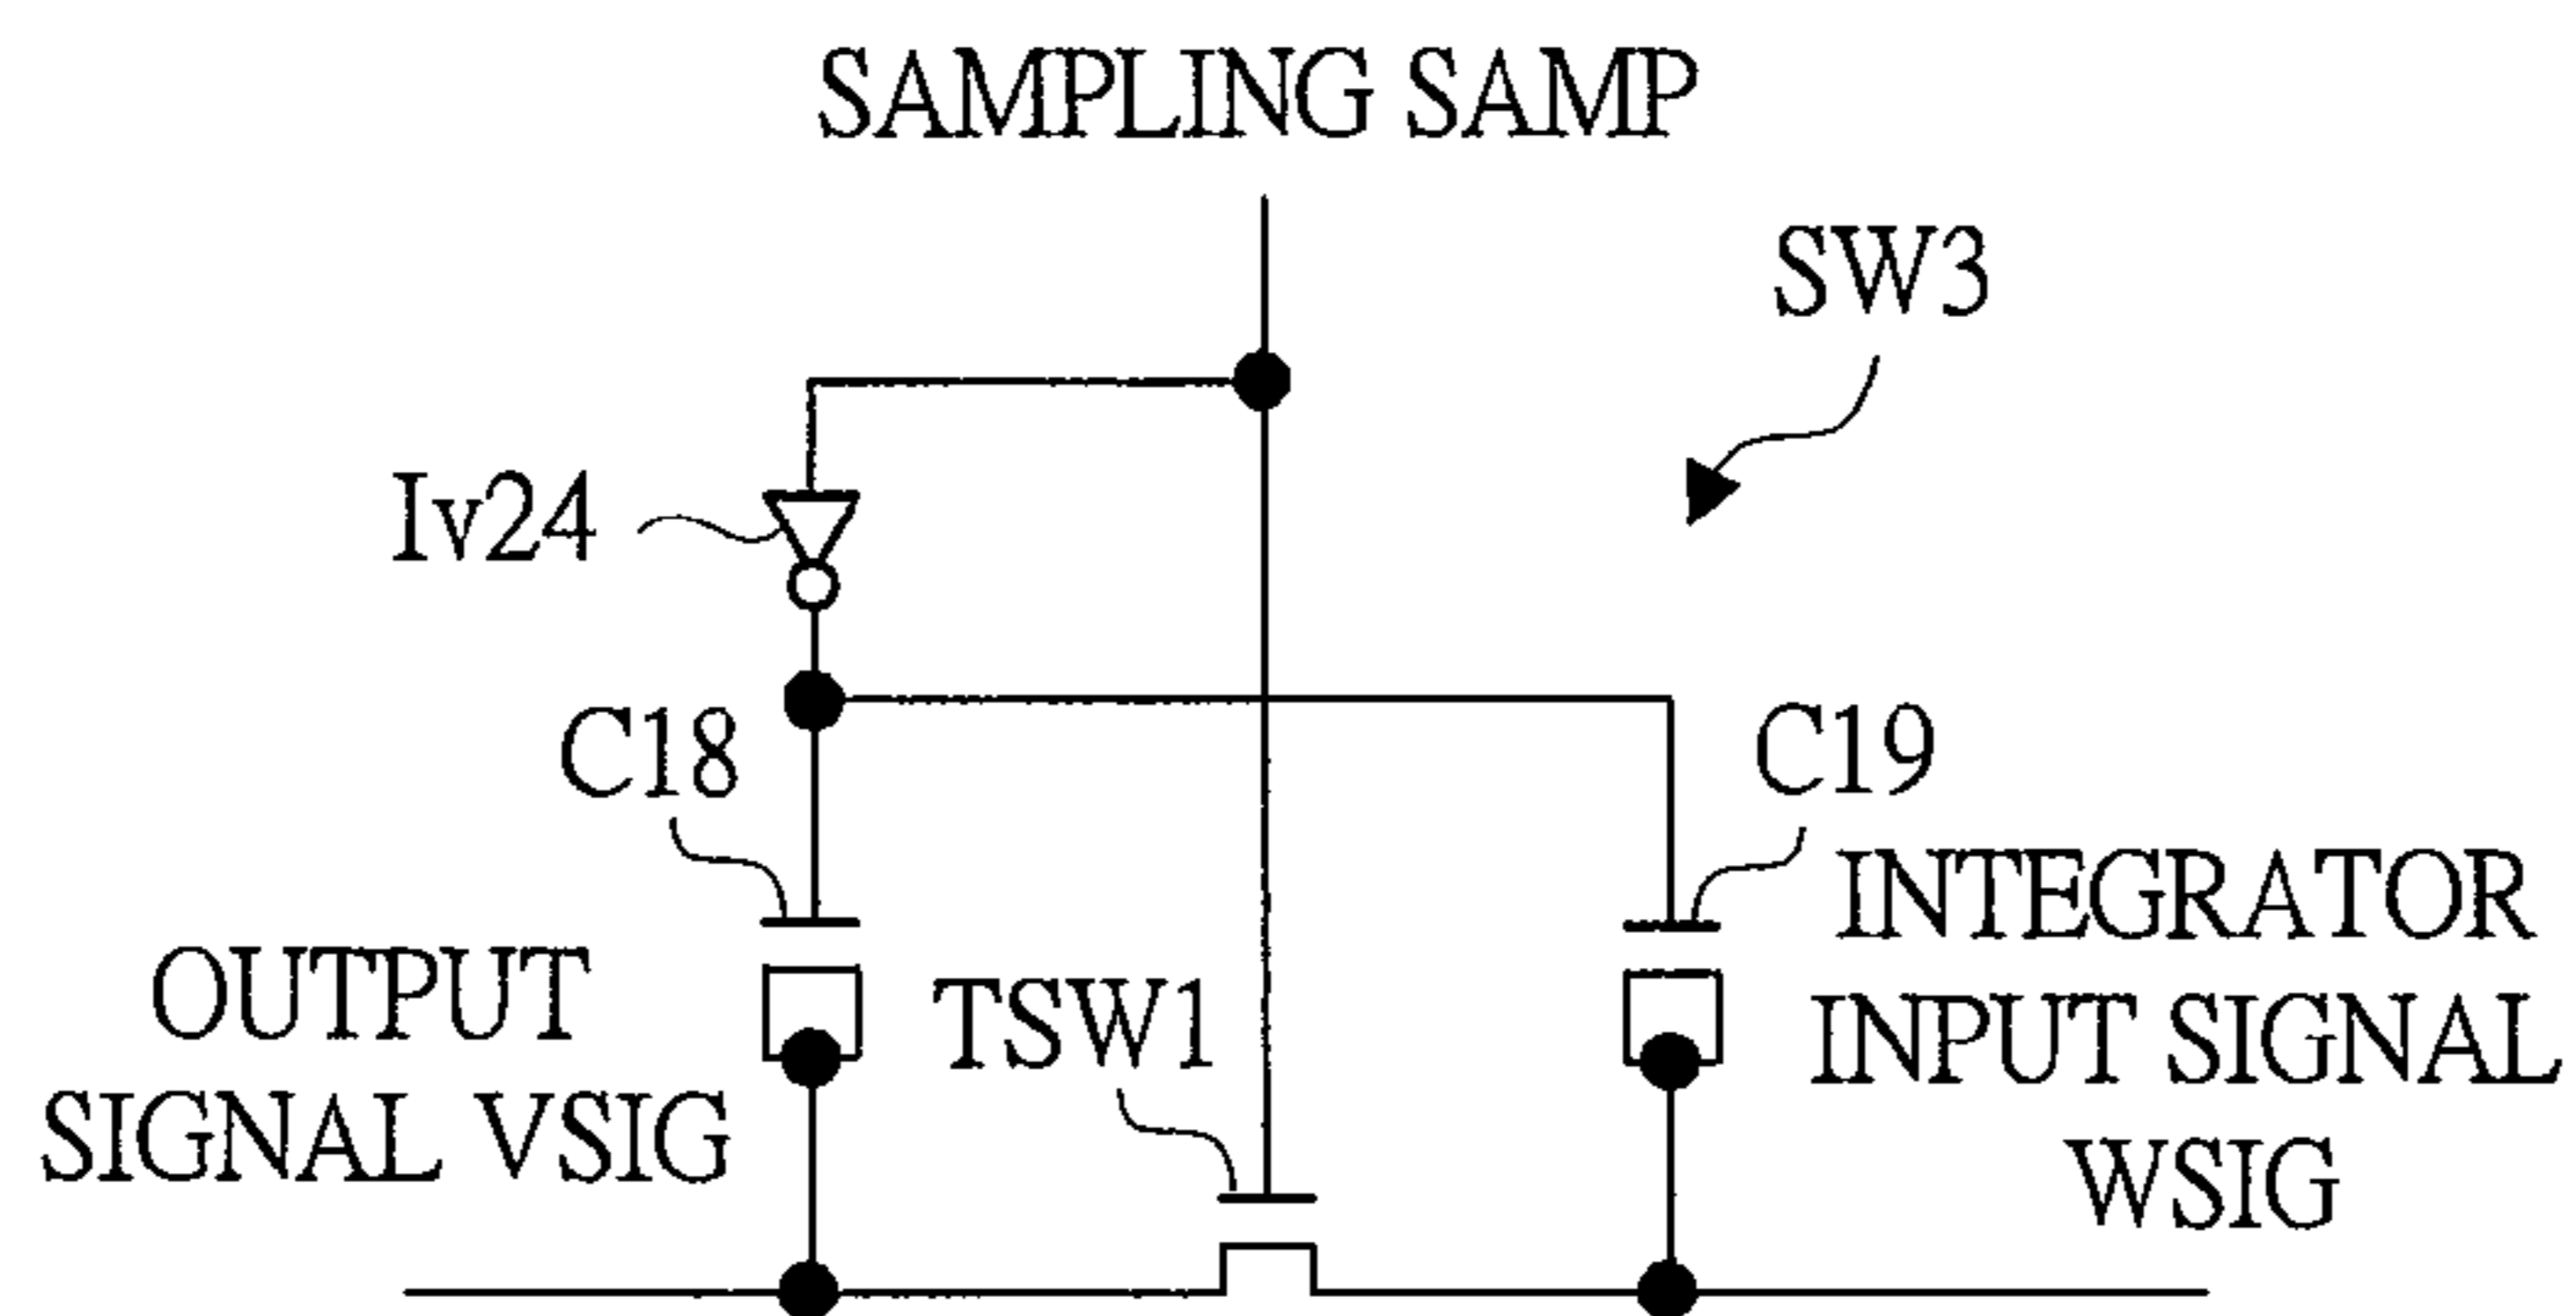 SAMPLING SAMP
SW3
Iv24
C18
C19
OUTPUT
SIGNAL VSIG
TSW1
INTEGRATOR
INPUT SIGNAL
WSIG